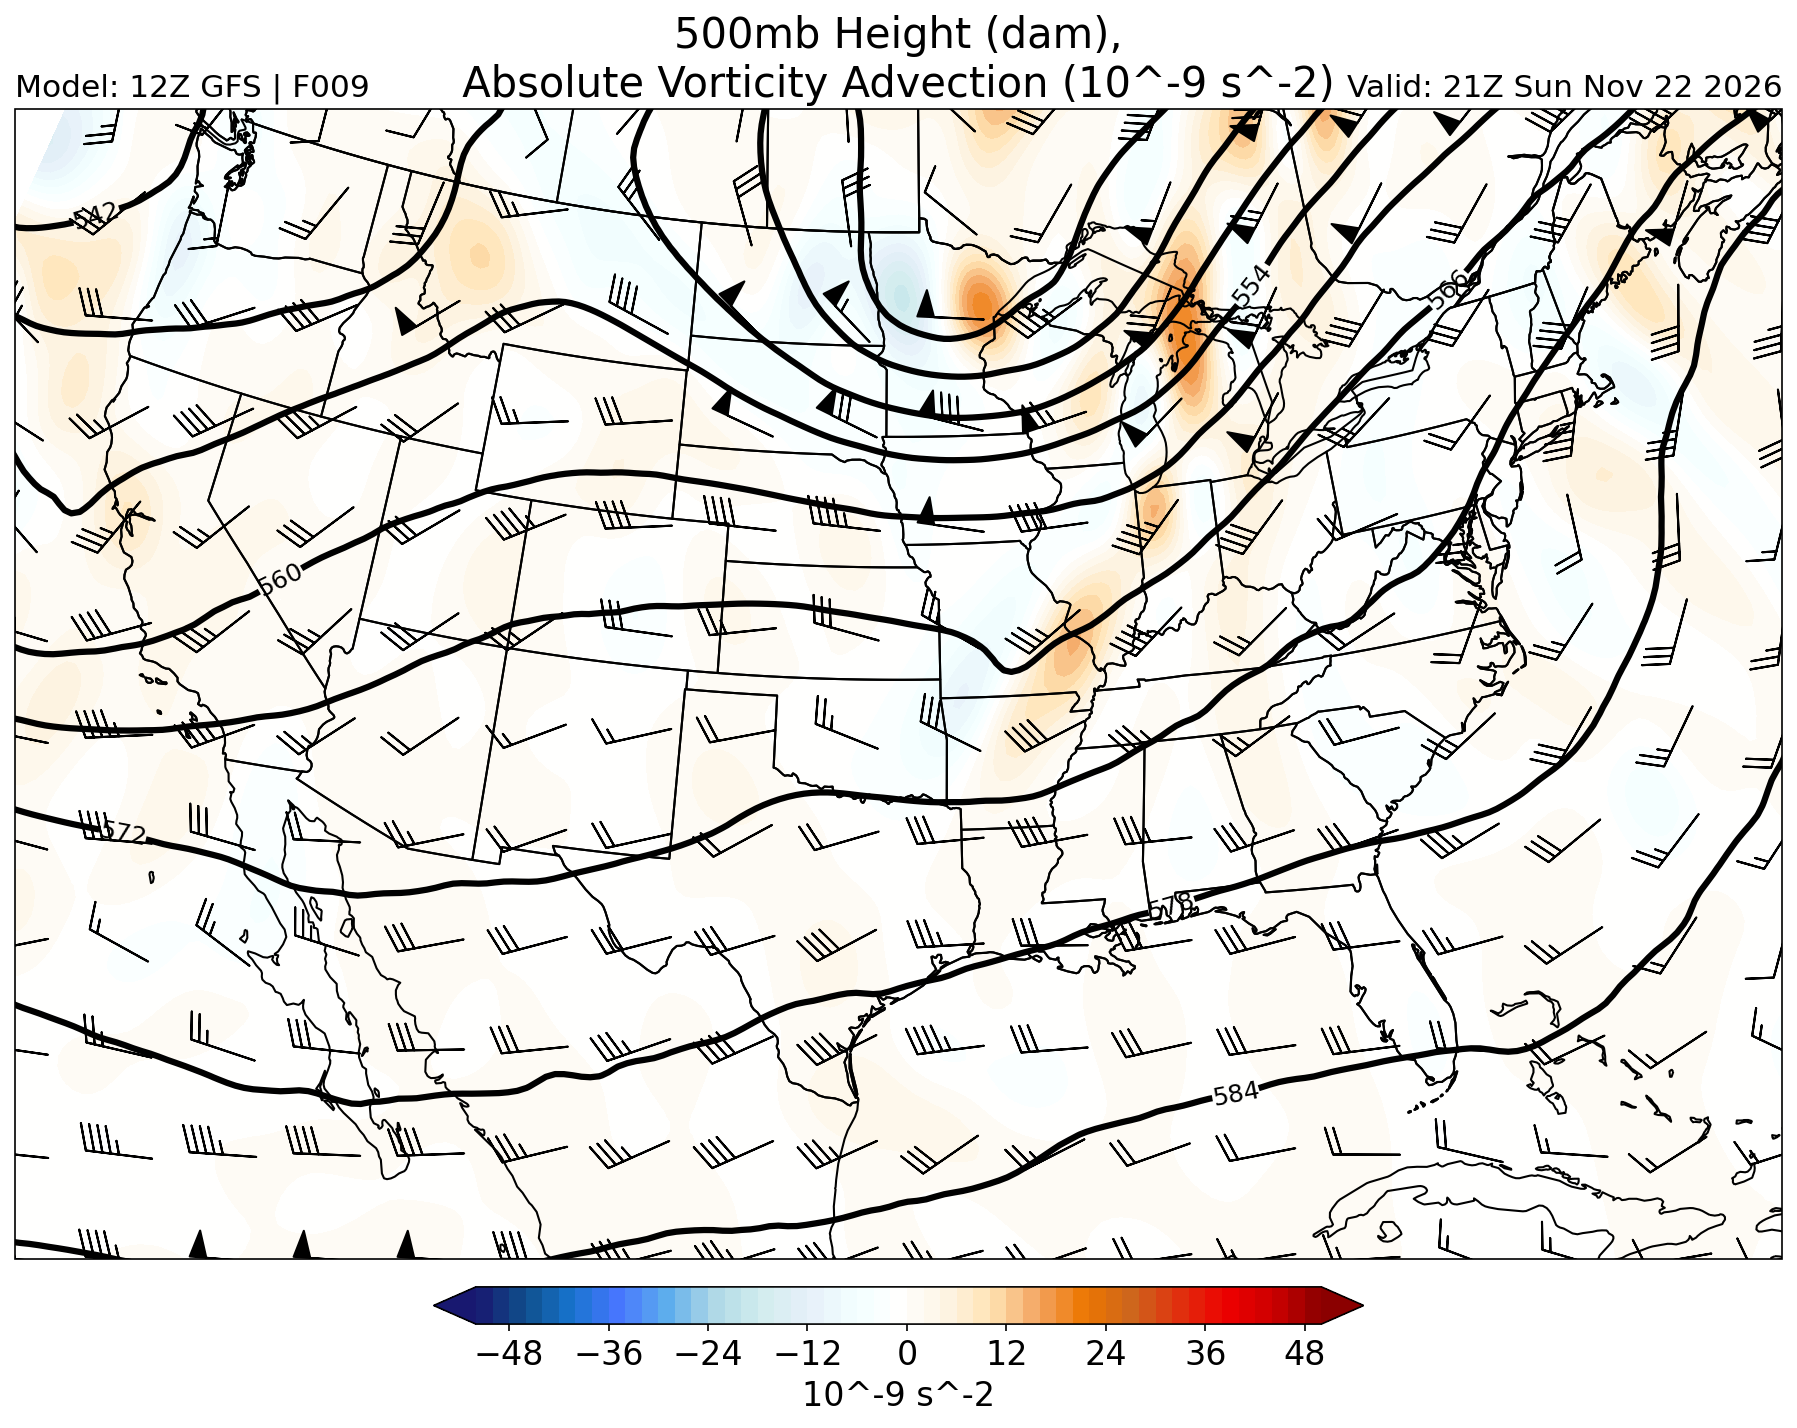 500mb Height (dam),
Model: 12Z GFS | F009
Absolute Vorticity Advection (10^-9 s^-2)
Valid: 21Z Sun Nov 22 2026
542
554
566
560
572
578
584
−48 −36 −24 −12 0 12 24 36 48
10^-9 s^-2